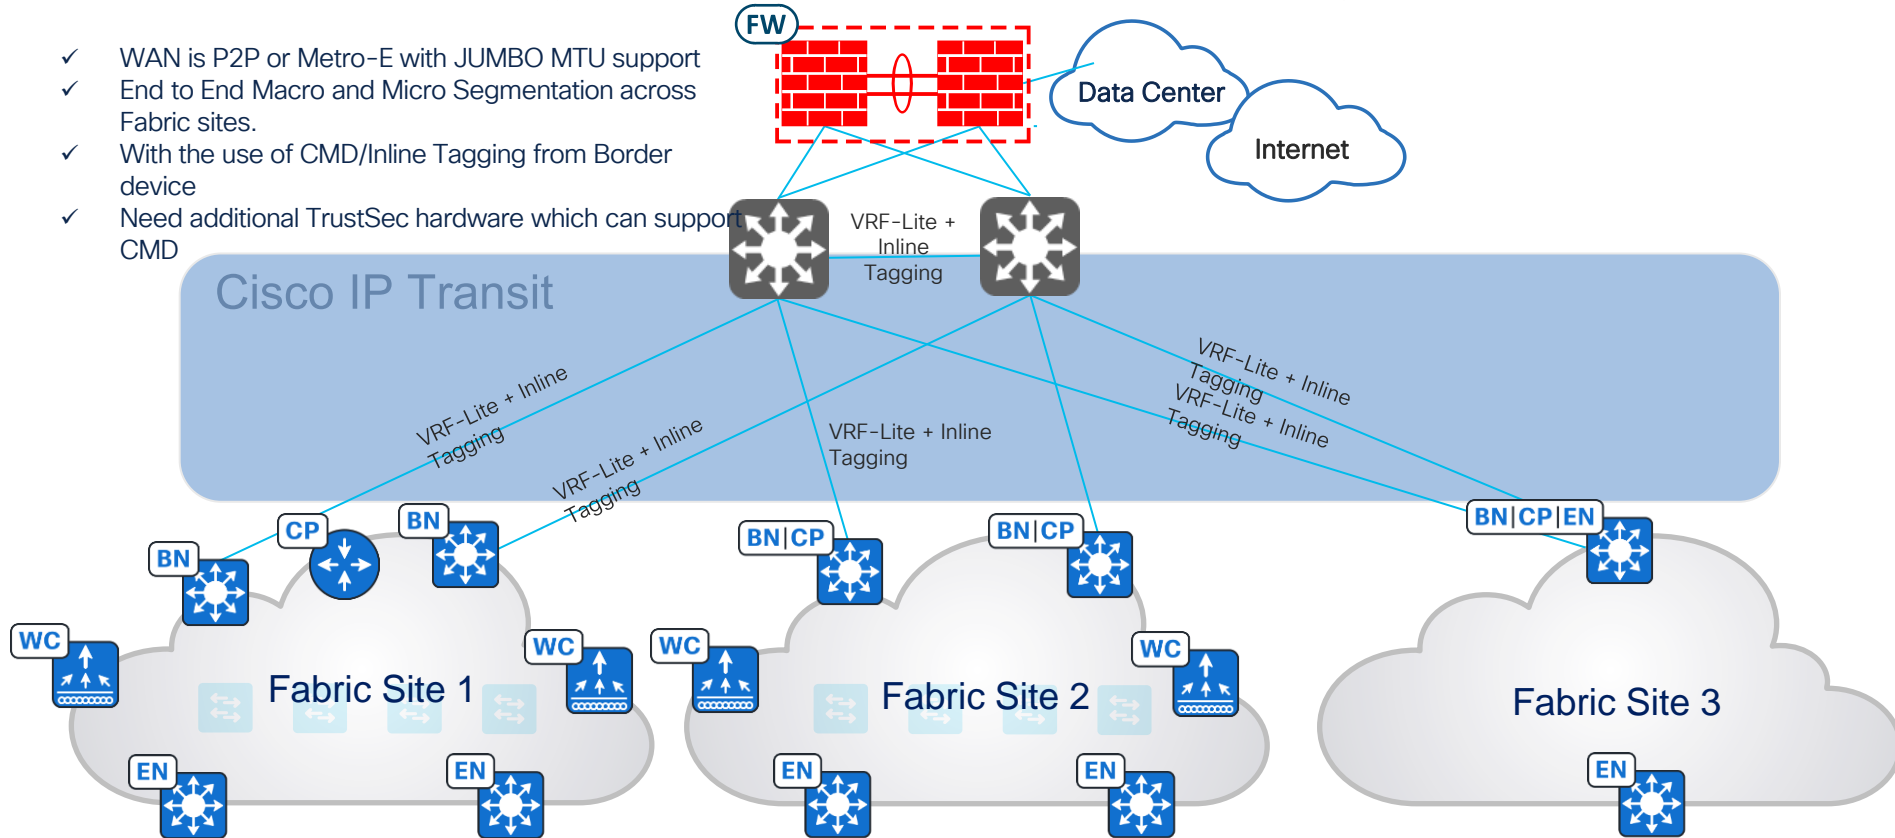 FW
WAN is P2P or Metro-E with JUMBO MTU support
End to End Macro and Micro Segmentation across
Fabric sites.
With the use of CMD/Inline Tagging from Border
device
Need additional TrustSec hardware which can support
CMD
Data Center
Internet
VRF-Lite +
Inline
Tagging
Cisco IP Transit
VRF-Lite + Inline
Tagging
VRF-Lite + Inline
Tagging
VRF-Lite + Inline
Tagging
VRF-Lite + Inline
Tagging
VRF-Lite + Inline
Tagging
BN
CP
BN
BN|CP
BN|CP
BN|CP|EN
WC
WC
WC
WC
Fabric Site 1
Fabric Site 2
Fabric Site 3
EN
EN
EN
EN
EN